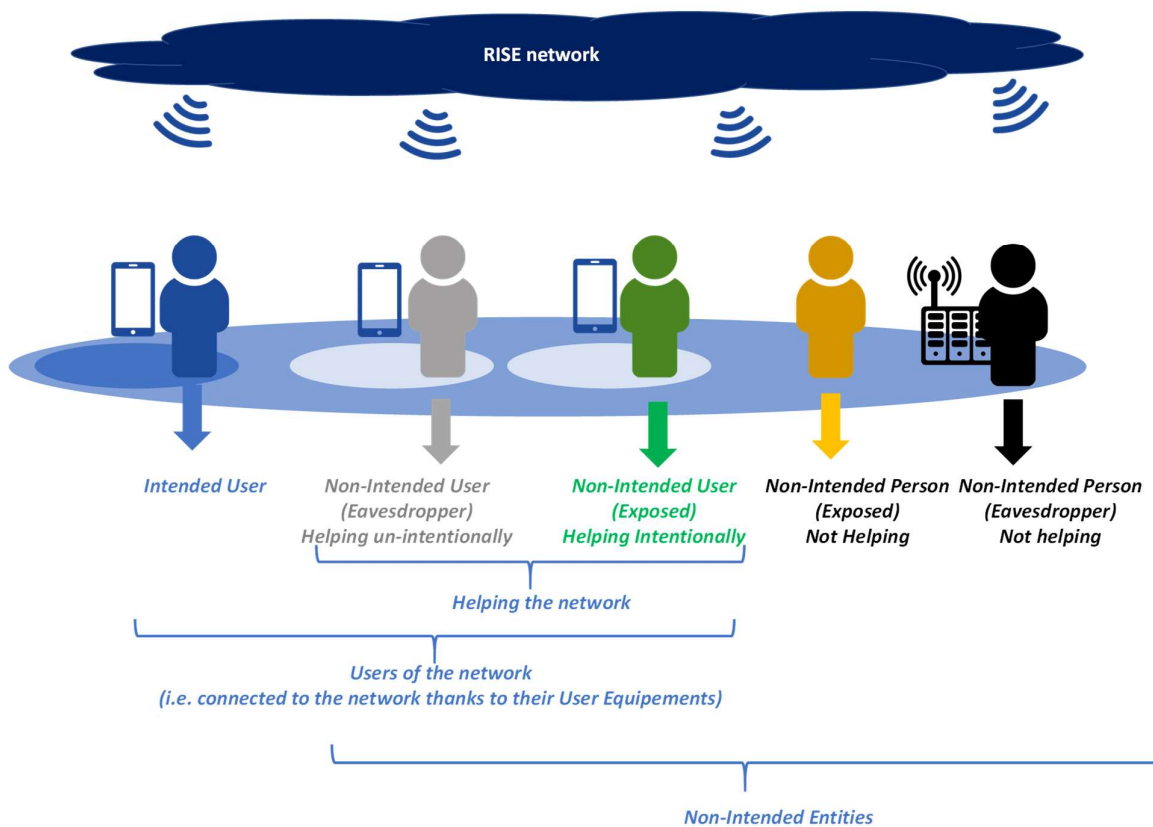 RISE network
Intended User
Non-Intended User
(Eavesdropper)
Helping un-intentionally
Non-Intended User
(Exposed)
Helping Intentionally
Non-Intended Person
(Exposed)
Not Helping
Non-Intended Person
(Eavesdropper)
Not helping
Helping the network
Users of the network
(i.e. connected to the network thanks to their User Equipements)
Non-Intended Entities